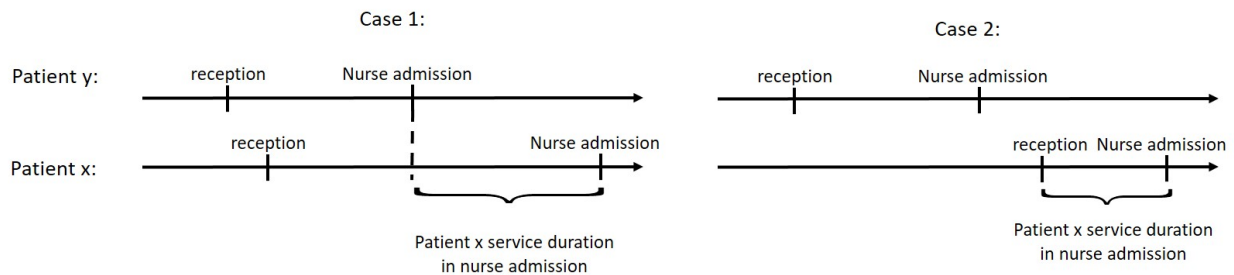 Case 1:
Patient y:
reception
Nurse admission
Patient x:
reception
Nurse admission
Patient x service duration
in nurse admission
Case 2:
reception
Nurse admission
reception
Nurse admission
Patient x service duration
in nurse admission